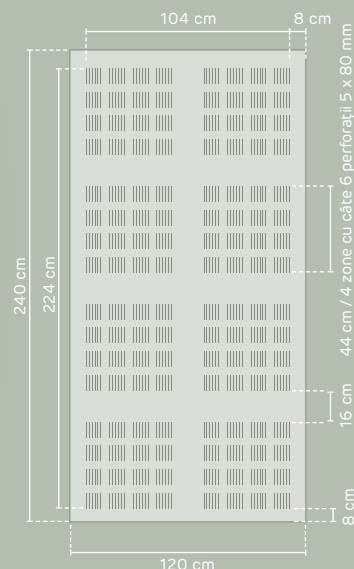 104 cm
8 cm
240 cm
224 cm
44 cm / 4 zone cu câte 6 perforații 5 x 80 mm
16 cm
8 cm
120 cm